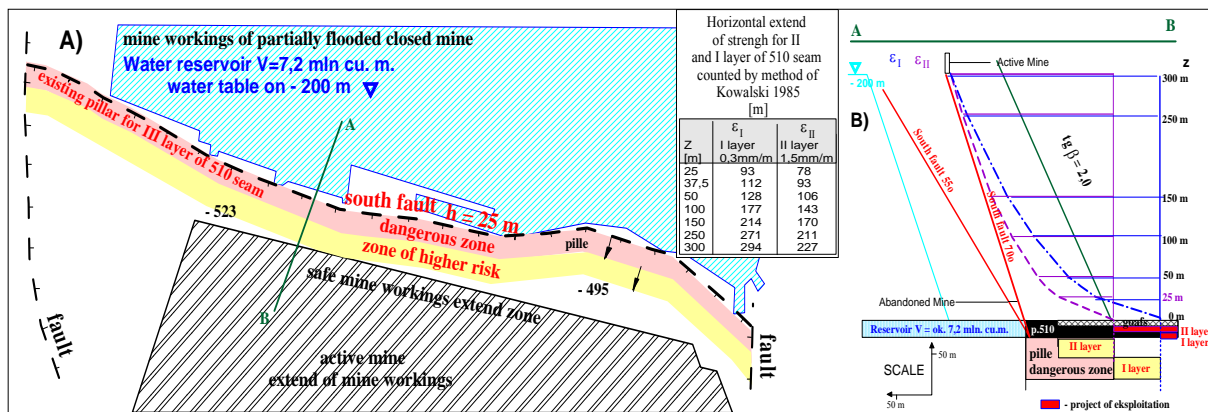 A)
mine workings of partially flooded closed mine
Water reservoir V=7,2 mln cu. m.
water table on - 200 m
existing pillar for III layer of 510 seam
A
south fault h = 25 m
- 523
dangerous zone
pille
zone of higher risk
safe mine workings extend zone
- 495
B
active mine
extend of mine workings
fault
fault
Horizontal extend
of strengh for II
and I layer of 510 seam
counted by method of
Kowalski 1985
[m]
Z [m] | εI I layer 0,3mm/m | εII II layer 1,5mm/m
25 93 78
37,5 112 93
50 128 106
100 177 143
150 214 170
250 271 211
300 294 227
A B
εI εII
Active Mine
z
- 200 m
300 m
B)
250 m
South fault 55o
tg β = 2,0
150 m
South fault 70o
100 m
50 m
Abandoned Mine
25 m
0 m
Reservoir V = ok. 7,2 mln. cu.m.
p.510
II layer
I layer
pille
II layer
dangerous zone
I layer
SCALE
50 m
50 m
- project of eksploitation